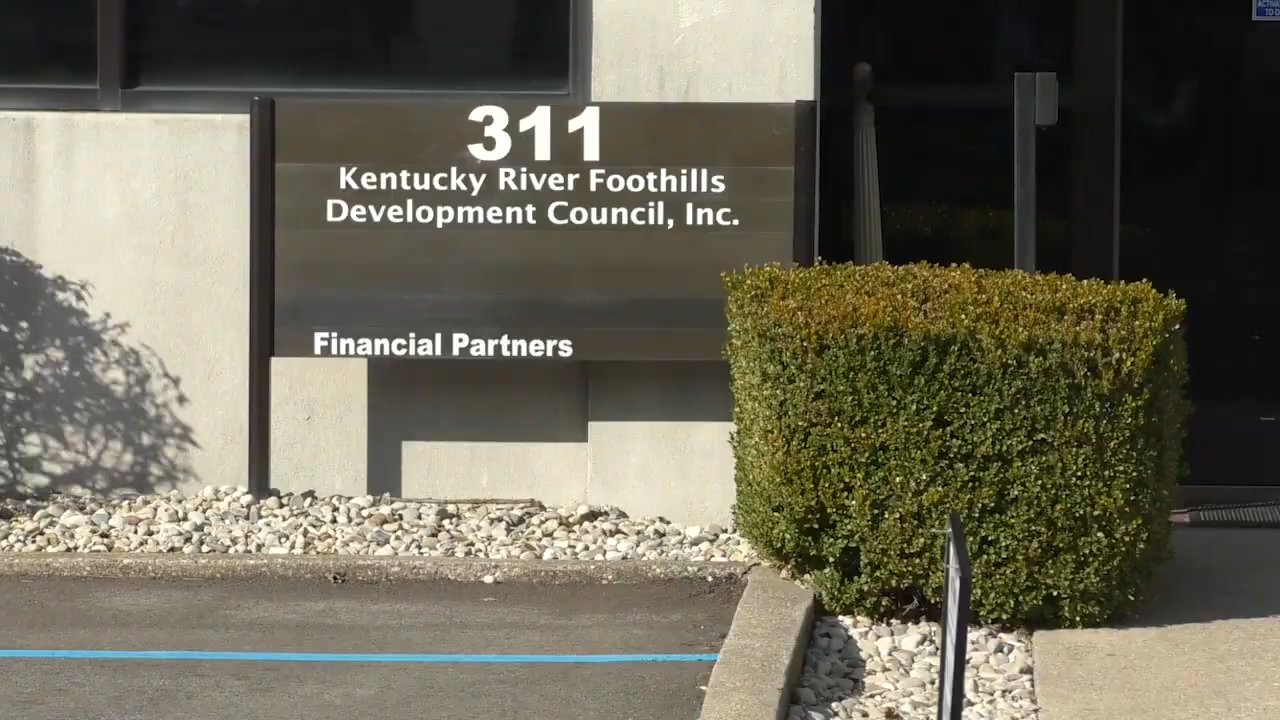 311
Kentucky River Foothills
Development Council, Inc.
Financial Partners